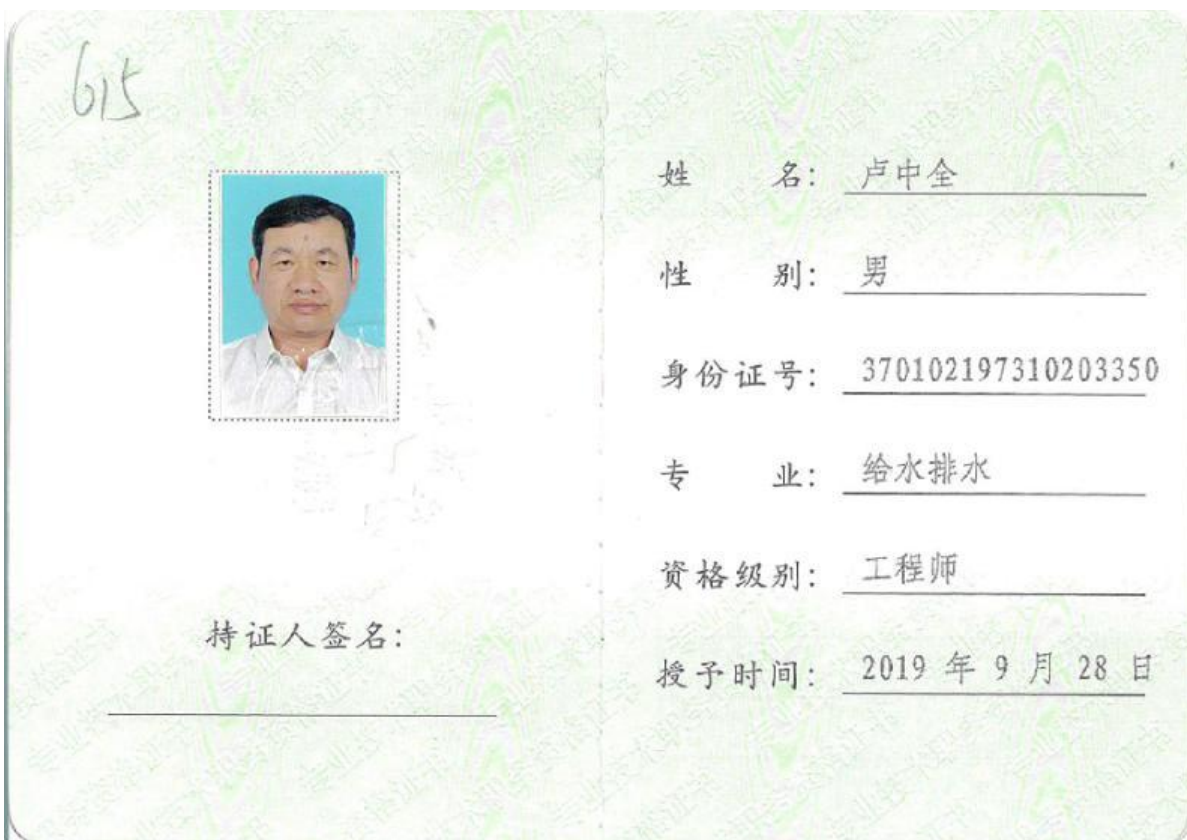 615
持证人签名:
姓 名: 卢中全
性 别: 男
身份证号: 370102197310203350
专 业: 给水排水
资格级别: 工程师
授予时间: 2019 年 9 月 28 日